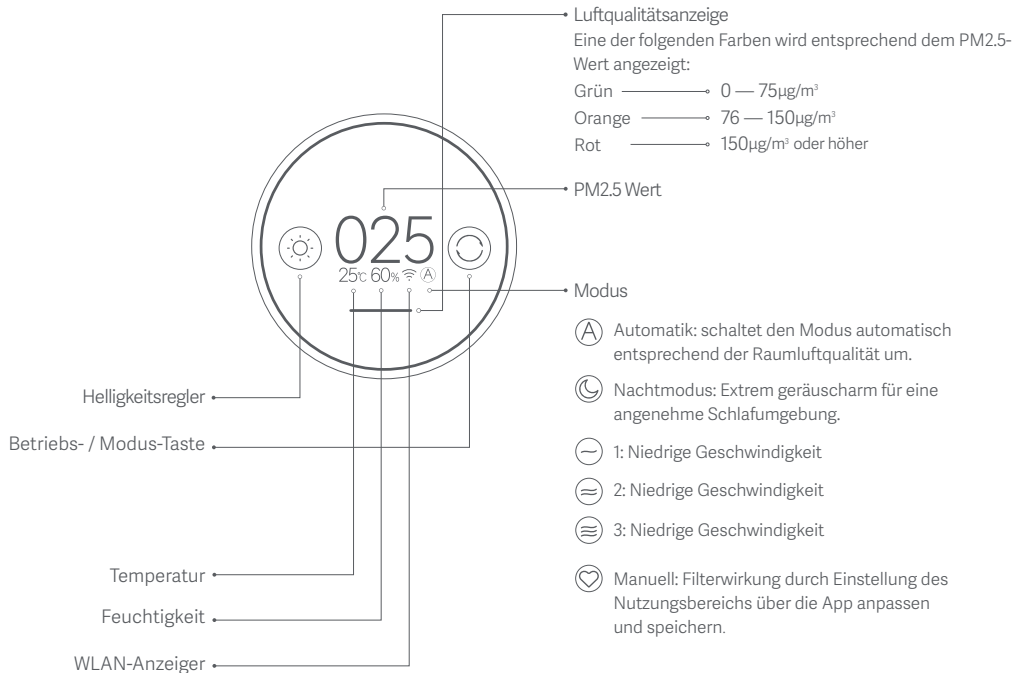 Luftqualitätsanzeige
Eine der folgenden Farben wird entsprechend dem PM2.5-
Wert angezeigt:
Grün 0 — 75µg/m³
Orange 76 — 150µg/m³
Rot 150µg/m³ oder höher
PM2.5 Wert
025
25℃ 60% A
Modus
A Automatik: schaltet den Modus automatisch
entsprechend der Raumluftqualität um.
Nachtmodus: Extrem geräuscharm für eine
angenehme Schlafumgebung.
1: Niedrige Geschwindigkeit
2: Niedrige Geschwindigkeit
3: Niedrige Geschwindigkeit
Manuell: Filterwirkung durch Einstellung des
Nutzungsbereichs über die App anpassen
und speichern.
Helligkeitsregler
Betriebs- / Modus-Taste
Temperatur
Feuchtigkeit
WLAN-Anzeiger